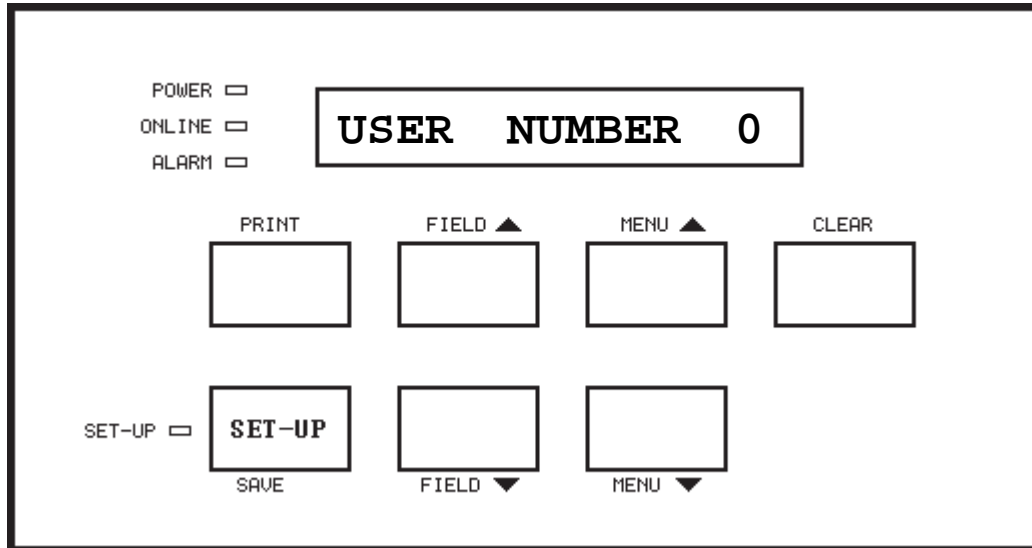 POWER
ONLINE
ALARM
USER NUMBER 0
PRINT FIELD ▲ MENU ▲ CLEAR
SET-UP SET-UP
SAVE FIELD ▼ MENU ▼